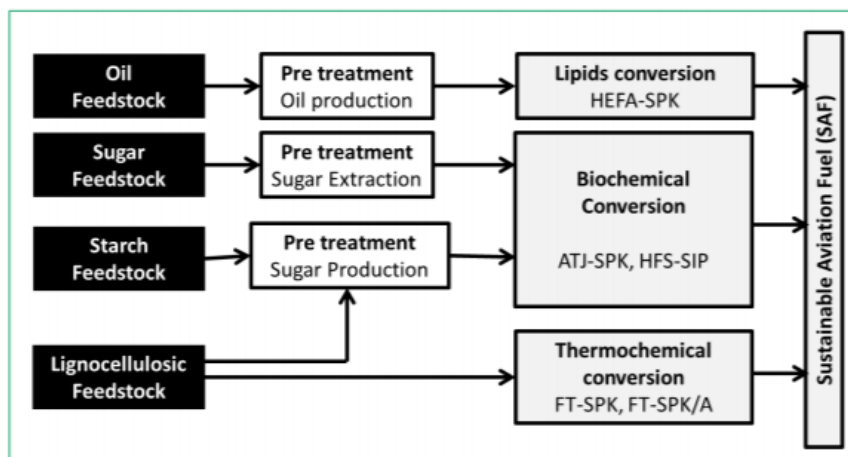 Oil
Feedstock
Pre treatment
Oil production
Lipids conversion
HEFA-SPK
Sugar
Feedstock
Pre treatment
Sugar Extraction
Biochemical
Conversion
ATJ-SPK, HFS-SIP
Starch
Feedstock
Pre treatment
Sugar Production
Lignocellulosic
Feedstock
Thermochemical
conversion
FT-SPK, FT-SPK/A
Sustainable Aviation Fuel (SAF)